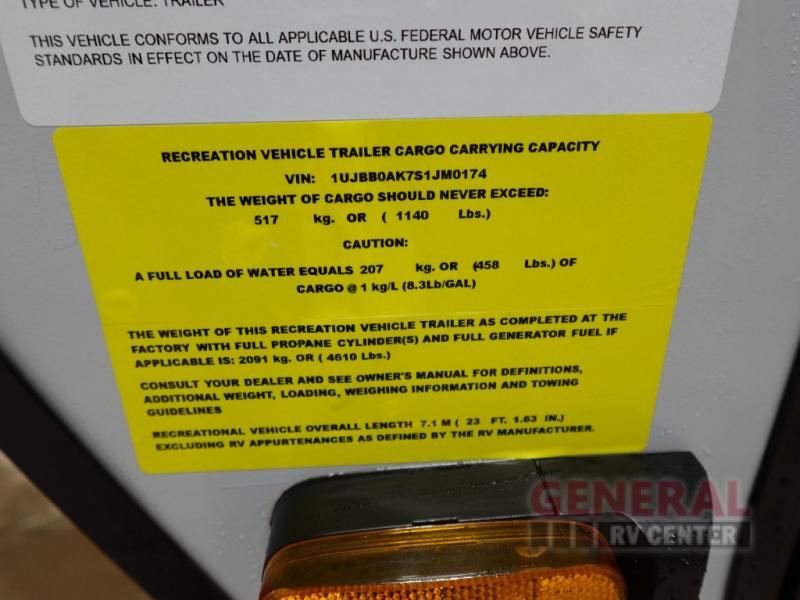 TYPE OF VEHICLE: TRAILER
THIS VEHICLE CONFORMS TO ALL APPLICABLE U.S. FEDERAL MOTOR VEHICLE SAFETY
STANDARDS IN EFFECT ON THE DATE OF MANUFACTURE SHOWN ABOVE.
RECREATION VEHICLE TRAILER CARGO CARRYING CAPACITY
VIN: 1UJBB0AK7S1JM0174
THE WEIGHT OF CARGO SHOULD NEVER EXCEED:
517 kg. OR ( 1140 Lbs.)
CAUTION:
A FULL LOAD OF WATER EQUALS 207 kg. OR (458 Lbs.) OF
CARGO @ 1 kg/L (8.3Lb/GAL)
THE WEIGHT OF THIS RECREATION VEHICLE TRAILER AS COMPLETED AT THE
FACTORY WITH FULL PROPANE CYLINDER(S) AND FULL GENERATOR FUEL IF
APPLICABLE IS: 2091 kg. OR ( 4610 Lbs.)
CONSULT YOUR DEALER AND SEE OWNER'S MANUAL FOR DEFINITIONS,
ADDITIONAL WEIGHT, LOADING, WEIGHING INFORMATION AND TOWING
GUIDELINES
RECREATIONAL VEHICLE OVERALL LENGTH 7.1 M ( 23 FT. 1.63 IN.)
EXCLUDING RV APPURTENANCES AS DEFINED BY THE RV MANUFACTURER.
GENERAL
RV CENTER